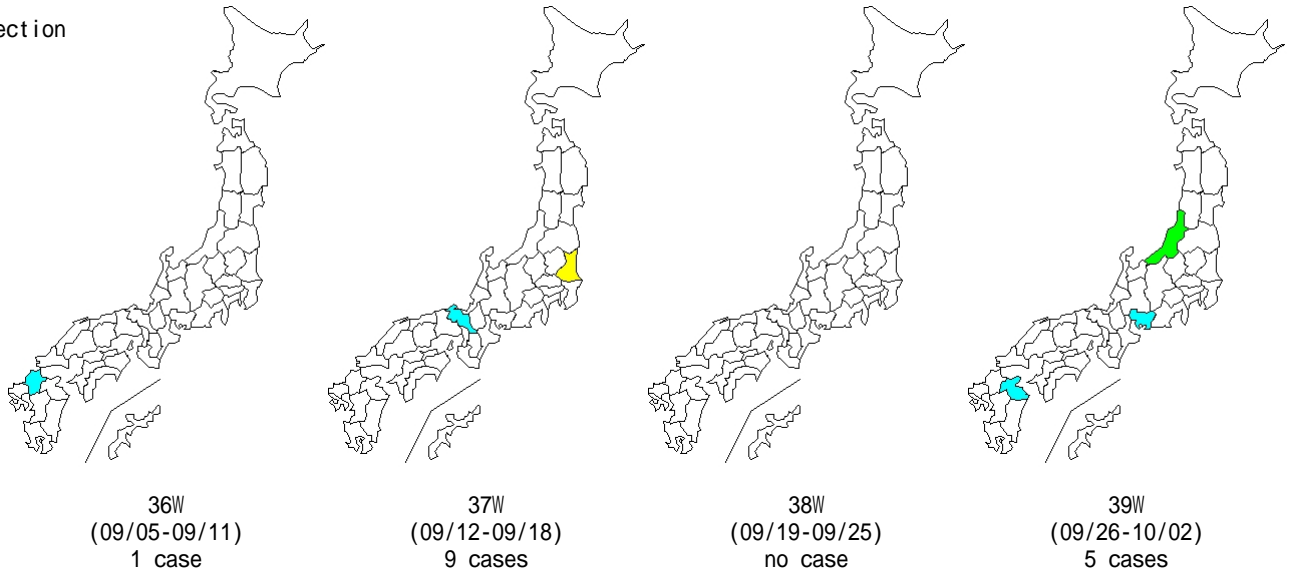 ection
36W
(09/05-09/11)
1 case
37W
(09/12-09/18)
9 cases
38W
(09/19-09/25)
no case
39W
(09/26-10/02)
5 cases